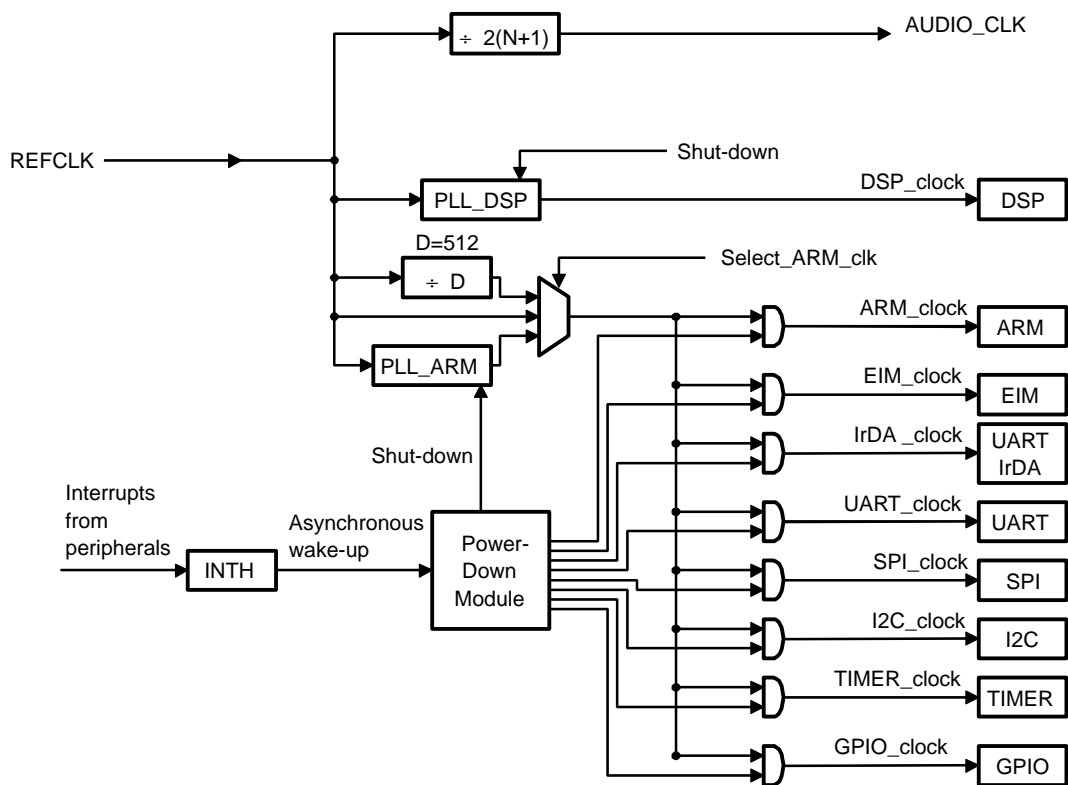 ÷ 2(N+1)
AUDIO_CLK
REFCLK
Shut-down
PLL_DSP
DSP_clock
DSP
D=512
÷ D
Select_ARM_clk
PLL_ARM
ARM_clock
ARM
EIM_clock
EIM
Shut-down
IrDA _clock
UART
IrDA
Interrupts
from
peripherals
INTH
Asynchronous
wake-up
Power-
Down
Module
UART_clock
UART
SPI_clock
SPI
I2C_clock
I2C
TIMER_clock
TIMER
GPIO_clock
GPIO